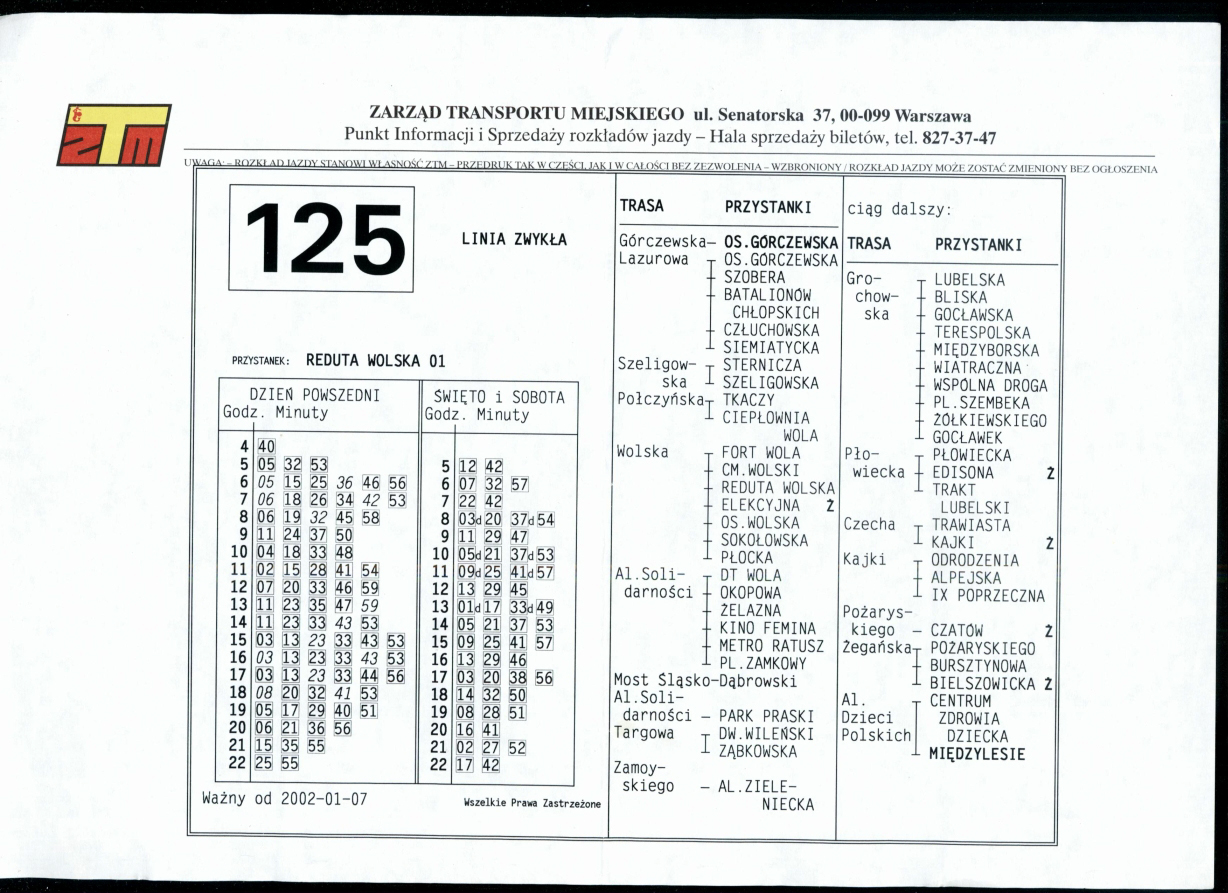 ZTM
ZARZĄD TRANSPORTU MIEJSKIEGO ul. Senatorska 37, 00-099 Warszawa
Punkt Informacji i Sprzedaży rozkładów jazdy – Hala sprzedaży biletów, tel. 827-37-47
UWAGA: – ROZKŁAD JAZDY STANOWI WŁASNOŚĆ ZTM – PRZEDRUK TAK W CZĘŚCI, JAK I W CAŁOŚCI BEZ ZEZWOLENIA – WZBRONIONY / ROZKŁAD JAZDY MOŻE ZOSTAĆ ZMIENIONY BEZ OGŁOSZENIA
125
LINIA ZWYKŁA
PRZYSTANEK: REDUTA WOLSKA 01
DZIEŃ POWSZEDNI
Godz. Minuty
4 40
5 05 32 53
6 05 15 25 36 46 56
7 06 18 26 34 42 53
8 06 19 32 45 58
9 11 24 37 50
10 04 18 33 48
11 02 15 28 41 54
12 07 20 33 46 59
13 11 23 35 47 59
14 11 23 33 43 53
15 03 13 23 33 43 53
16 03 13 23 33 43 53
17 03 13 23 33 44 56
18 08 20 32 41 53
19 05 17 29 40 51
20 06 21 36 56
21 15 35 55
22 25 55
ŚWIĘTO i SOBOTA
Godz. Minuty
5 12 42
6 07 32 57
7 22 42
8 03d 20 37d 54
9 11 29 47
10 05d 21 37d 53
11 09d 25 41d 57
12 13 29 45
13 01d 17 33d 49
14 05 21 37 53
15 09 25 41 57
16 13 29 46
17 03 20 38 56
18 14 32 50
19 08 28 51
20 16 41
21 02 27 52
22 17 42
Ważny od 2002-01-07
Wszelkie Prawa Zastrzeżone
TRASA PRZYSTANKI
Górczewska– OS.GÓRCZEWSKA
Lazurowa OS.GÓRCZEWSKA
SZOBERA
BATALIONÓW
CHŁOPSKICH
CZŁUCHOWSKA
SIEMIATYCKA
Szeligow– STERNICZA
ska SZELIGOWSKA
Połczyńska TKACZY
CIEPŁOWNIA
WOLA
Wolska FORT WOLA
CM.WOLSKI
REDUTA WOLSKA
ELEKCYJNA Ż
OS.WOLSKA
SOKOŁOWSKA
PŁOCKA
Al.Soli– DT WOLA
darności OKOPOWA
ŻELAZNA
KINO FEMINA
METRO RATUSZ
PL.ZAMKOWY
Most Śląsko–Dąbrowski
Al.Soli–
darności – PARK PRASKI
Targowa DW.WILEŃSKI
ZĄBKOWSKA
Zamoy–
skiego – AL.ZIELE–
NIECKA
ciąg dalszy:
TRASA PRZYSTANKI
Gro– LUBELSKA
chow– BLISKA
ska GOCŁAWSKA
TERESPOLSKA
MIĘDZYBORSKA
WIATRACZNA
WSPÓLNA DROGA
PL.SZEMBEKA
ŻÓŁKIEWSKIEGO
GOCŁAWEK
Pło– PŁOWIECKA
wiecka EDISONA Ż
TRAKT
LUBELSKI
Czecha TRAWIASTA
KAJKI Ż
Kajki ODRODZENIA
ALPEJSKA
IX POPRZECZNA
Pożarys–
kiego – CZATÓW Ż
Żegańska POŻARYSKIEGO
BURSZTYNOWA
BIELSZOWICKA Ż
Al. CENTRUM
Dzieci ZDROWIA
Polskich DZIECKA
MIĘDZYLESIE